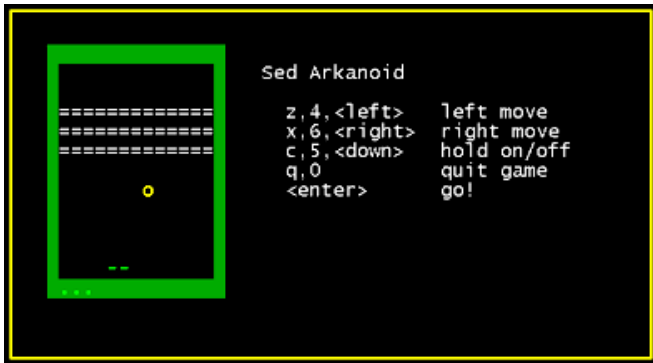 Sed Arkanoid
z,4,<left> left move
=============
x,6,<right> right move
=============
c,5,<down> hold on/off
=============
q,0 quit game
o
<enter> go!
--
...